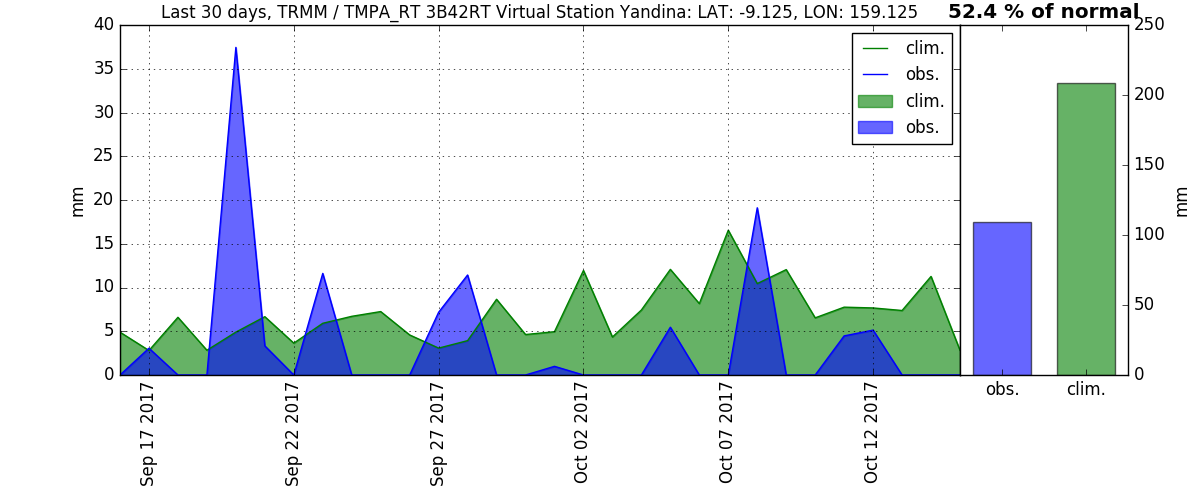 Last 30 days, TRMM / TMPA_RT 3B42RT Virtual Station Yandina: LAT: -9.125, LON: 159.125
52.4 % of normal
40
35
30
25
20
15
10
5
0
mm
clim.
obs.
clim.
obs.
Sep 17 2017
Sep 22 2017
Sep 27 2017
Oct 02 2017
Oct 07 2017
Oct 12 2017
250
200
150
100
50
0
mm
obs.
clim.